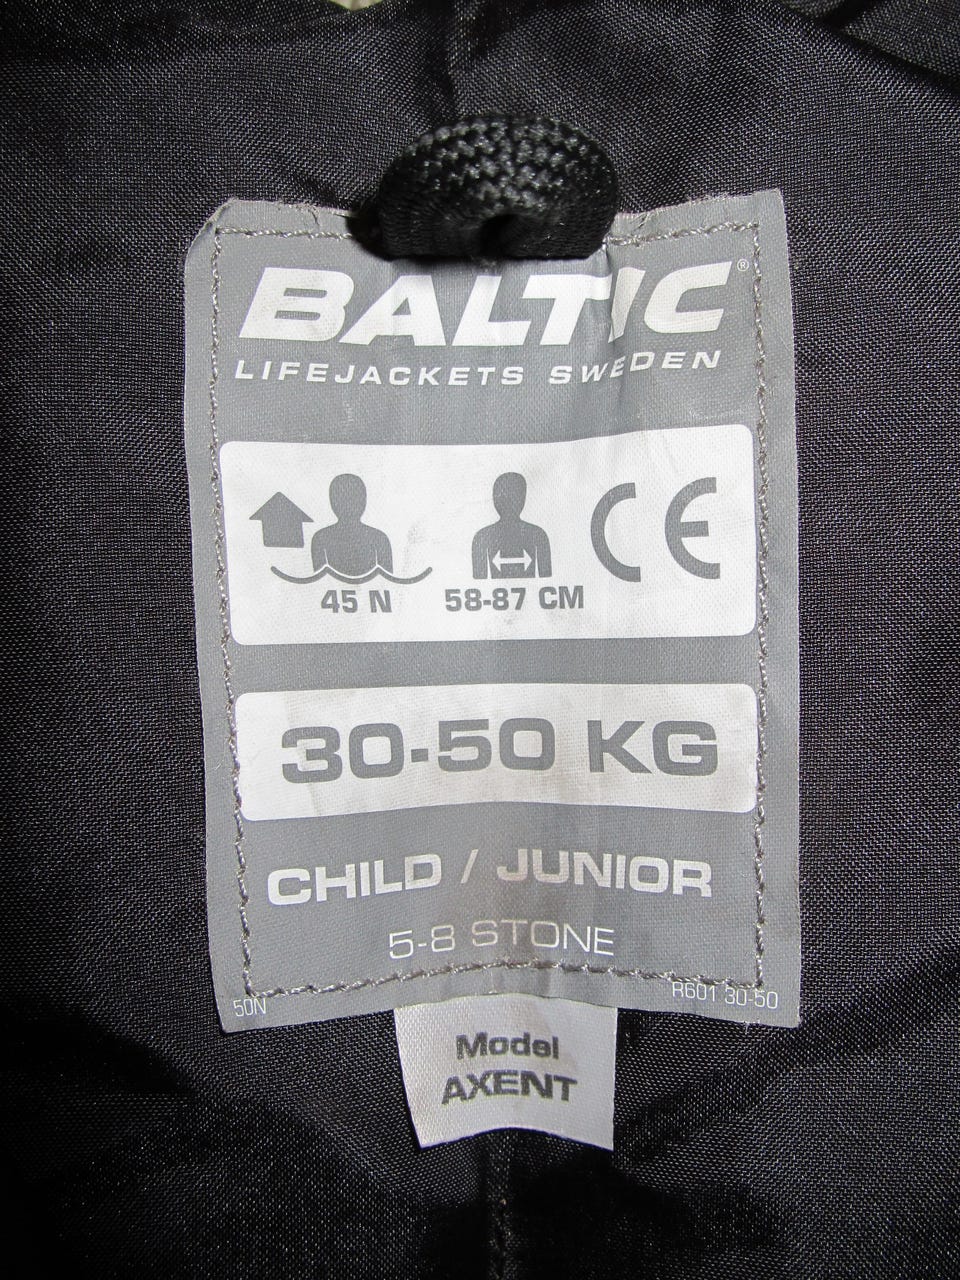 BALTIC®
LIFEJACKETS SWEDEN
45 N
58-87 CM
CE
30-50 KG
CHILD / JUNIOR
5-8 STONE
50N
R601 30-50
Model
AXENT